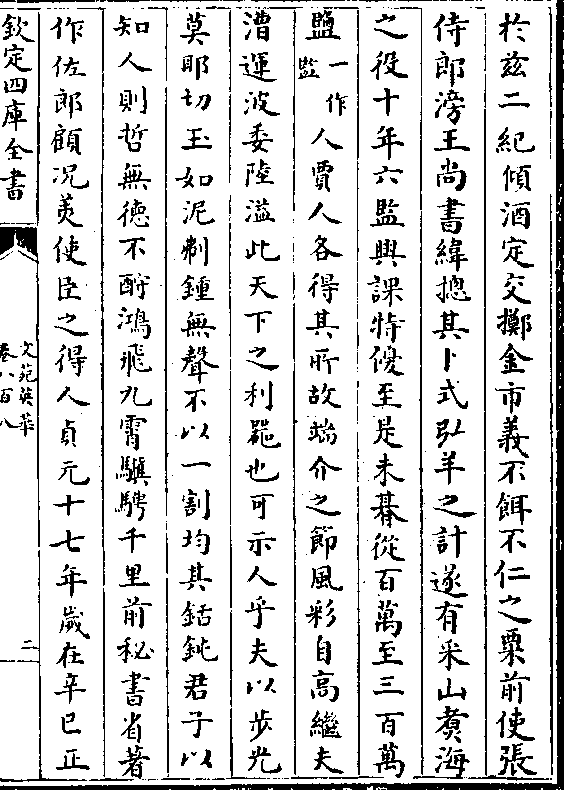 於兹二紀傾酒定交擲金市義不餌不仁之粟前使張
侍郎滂王尚書緯摠其卜式弘羊之計遂有采山煑海
之役十年六監興課特優至是未朞從百萬至三百萬
鹽一作監人賈人各得其所故端介之節風彩自高繼夫
漕運波委陸溢此天下之利器也可示人乎夫以步光
莫耶切玉如泥剸鍾無聲不以一割均其銛鈍君子以
知人則哲無德不酬鴻飛九霄驥騁千里前秘書省著
作佐郎顧况美使臣之得人貞元十七年歲在辛巳正
欽定四庫全書
文苑英華
卷八百八
二